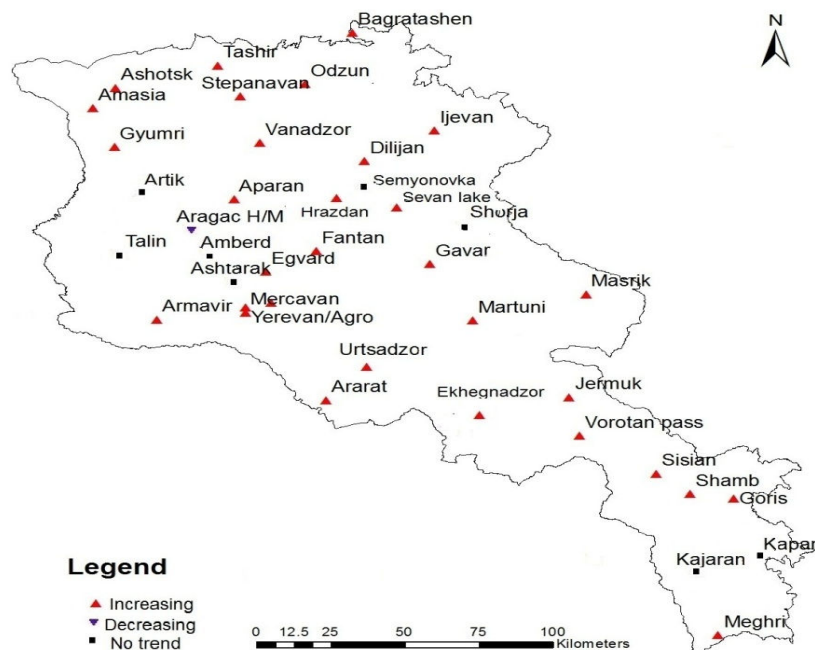 Bagratashen
N
Tashir
Ashotsk
Stepanavan
Odzun
Amasia
Ijevan
Gyumri
Vanadzor
Dilijan
Artik
Semyonovka
Aparan
Sevan lake
Hrazdan
Shorja
Aragac H/M
Talin
Amberd
Fantan
Gavar
Egvard
Ashtarak
Masrik
Armavir
Mercavan
Martuni
Yerevan/Agro
Urtsadzor
Ararat
Ekhegnadzor
Jermuk
Vorotan pass
Sisian
Shamb
Goris
Kapan
Kajaran
Meghri
Legend
Increasing
Decreasing
No trend
0 12.5 25 50 75 100
Kilometers